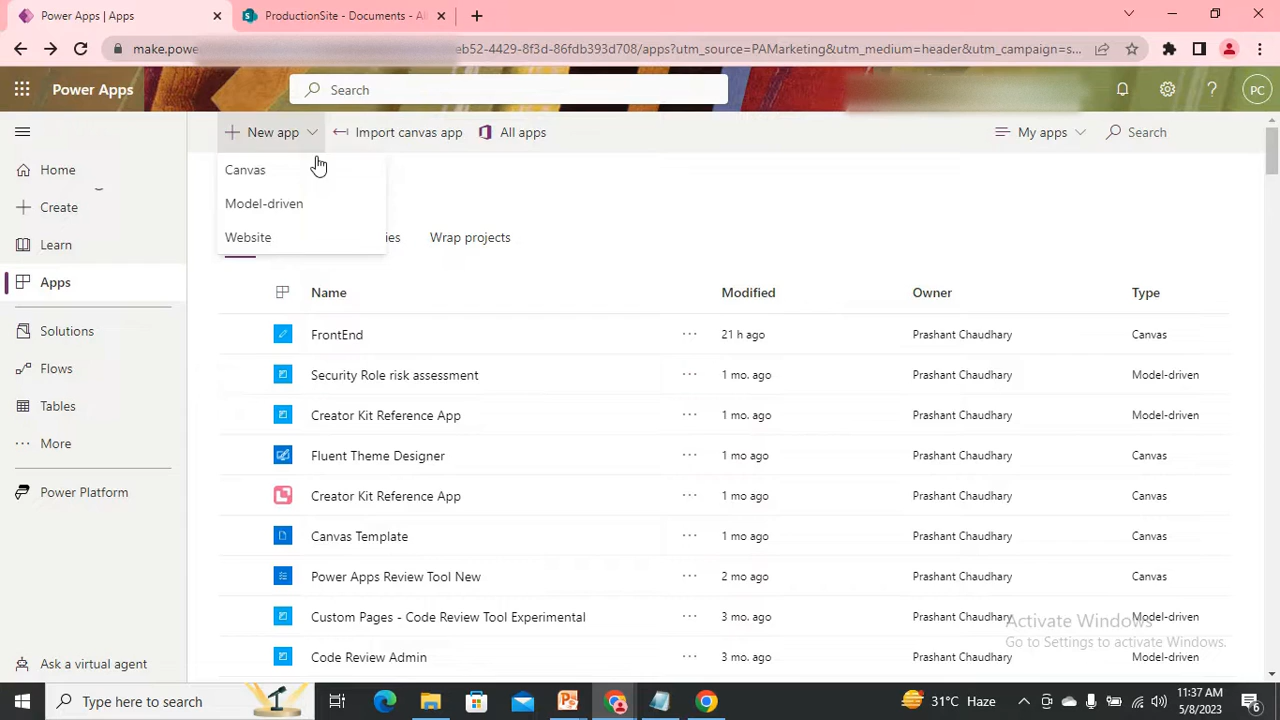 Power Apps | Apps
ProductionSite - Documents - All
make.powe eb52-4429-8f3d-86fdb393d708/apps?utm_source=PAMarketing&utm_medium=header&utm_campaign=s...
Power Apps
Search
PC
New app
Import canvas app
All apps
My apps
Search
Home
Create
Learn
Apps
Solutions
Flows
Tables
More
Power Platform
Ask a virtual agent
Canvas
Model-driven
Website
ies
Wrap projects
Name Modified Owner Type
FrontEnd ... 21 h ago Prashant Chaudhary Canvas
Security Role risk assessment ... 1 mo. ago Prashant Chaudhary Model-driven
Creator Kit Reference App ... 1 mo. ago Prashant Chaudhary Model-driven
Fluent Theme Designer ... 1 mo ago Prashant Chaudhary Canvas
Creator Kit Reference App ... 1 mo ago Prashant Chaudhary Canvas
Canvas Template ... 1 mo ago Prashant Chaudhary Canvas
Power Apps Review Tool New ... 2 mo ago Prashant Chaudhary Canvas
Custom Pages - Code Review Tool Experimental ... 3 mo. ago Prashant Chaudhary Model-driven
Code Review Admin ... 3 mo. ago Prashant Chaudhary Model-driven
Activate Windows
Go to Settings to activate Windows.
Type here to search
31°C Haze
11:37 AM
5/8/2023
6